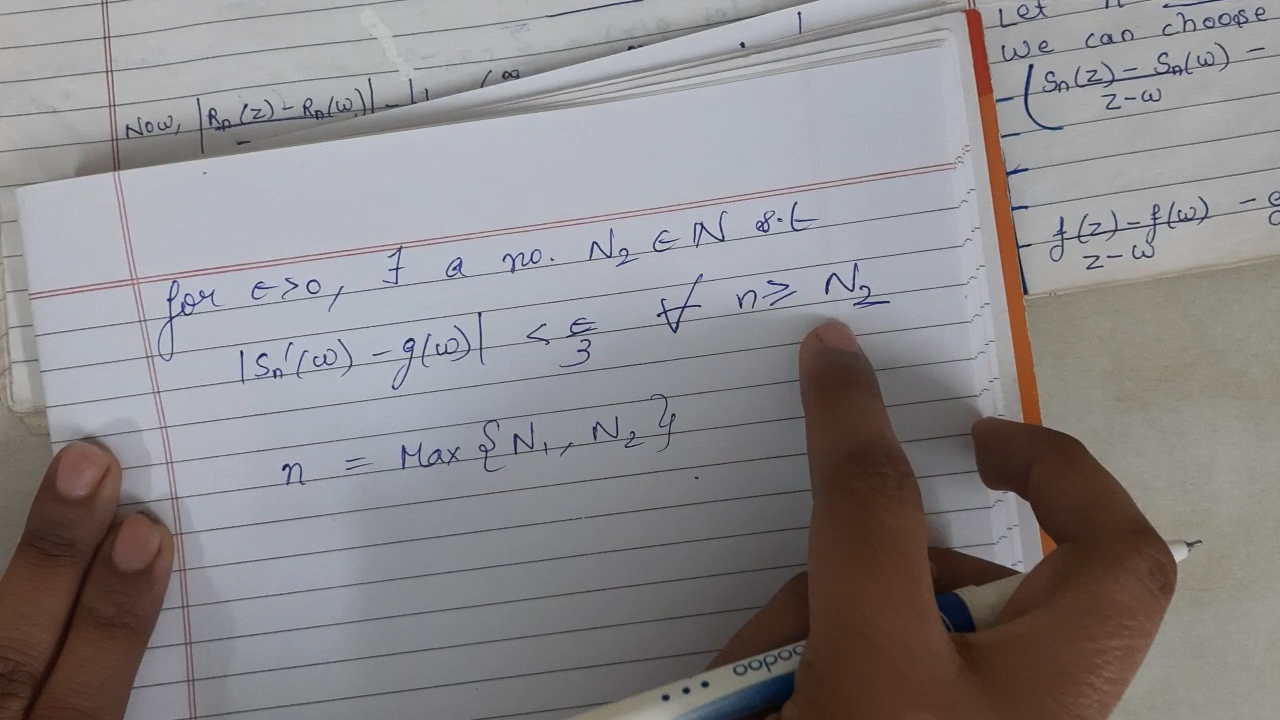 Let
we can choose
(Sₙ(z) - Sₙ(ω) -
z-ω
Now, |Rₙ(z) - Rₙ(ω)|
f(z) - f(ω) -
z-ω
for ϵ>0, ∃ a no. N₂ ∈ N s.t
|Sₙ'(ω) - g(ω)| < ϵ/3 ∀ n ≥ N₂
n = Max {N₁, N₂}